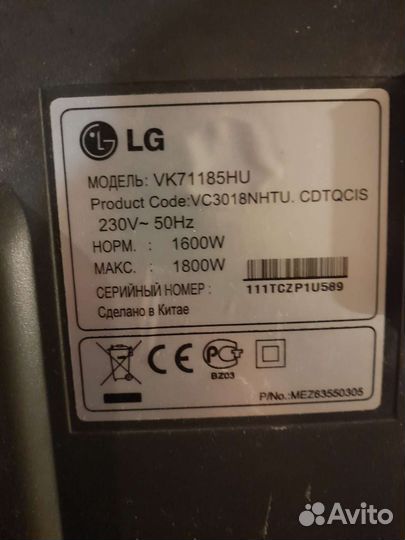 LG
МОДЕЛЬ: VK71185HU
Product Code:VC3018NHTU. CDTQCIS
230V~ 50Hz
НОРМ. : 1600W
МАКС. : 1800W
СЕРИЙНЫЙ НОМЕР :
111TCZP1U589
Сделано в Китае
CE
BZ03
P/No.:MEZ63550305
Avito